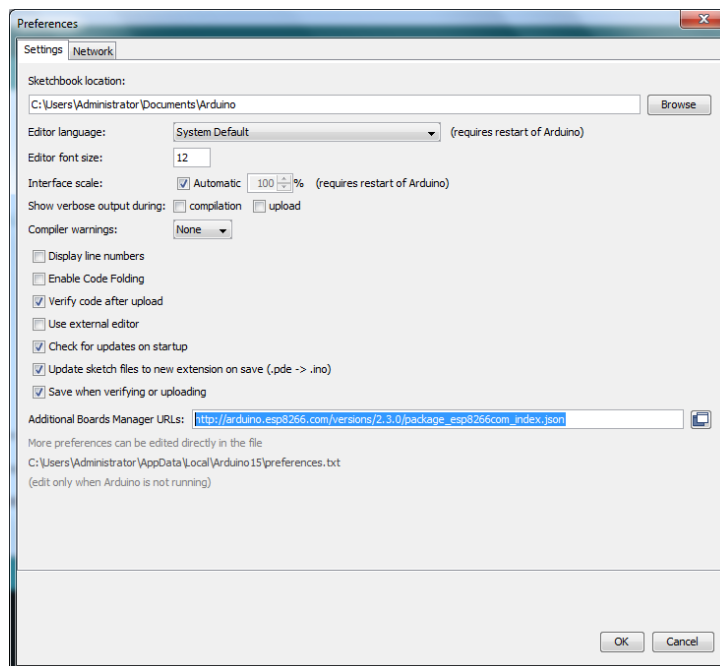 Preferences
Settings Network
Sketchbook location:
C:\Users\Administrator\Documents\Arduino Browse
Editor language: System Default (requires restart of Arduino)
Editor font size: 12
Interface scale: Automatic 100 % (requires restart of Arduino)
Show verbose output during: compilation upload
Compiler warnings: None
Display line numbers
Enable Code Folding
Verify code after upload
Use external editor
Check for updates on startup
Update sketch files to new extension on save (.pde -> .ino)
Save when verifying or uploading
Additional Boards Manager URLs: http://arduino.esp8266.com/versions/2.3.0/package_esp8266com_index.json
More preferences can be edited directly in the file
C:\Users\Administrator\AppData\Local\Arduino15\preferences.txt
(edit only when Arduino is not running)
OK Cancel